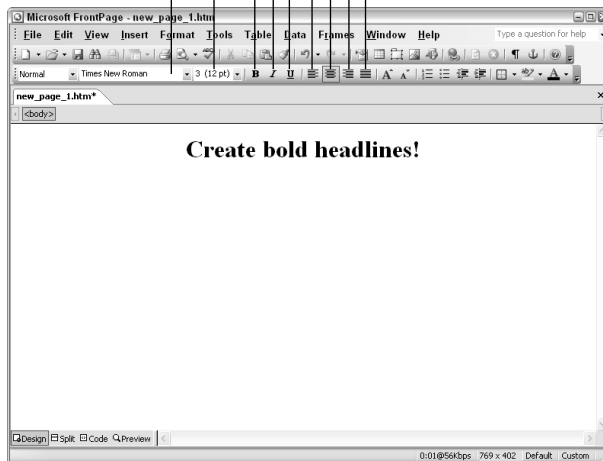 Microsoft FrontPage - new_page_1.htm
File Edit View Insert Format Tools Table Data Frames Window Help Type a question for help
Normal Times New Roman 3 (12 pt) B I U A A A
new_page_1.htm*
<body>
Create bold headlines!
Design Split Code Preview
0:01@56Kbps 769 x 402 Default Custom